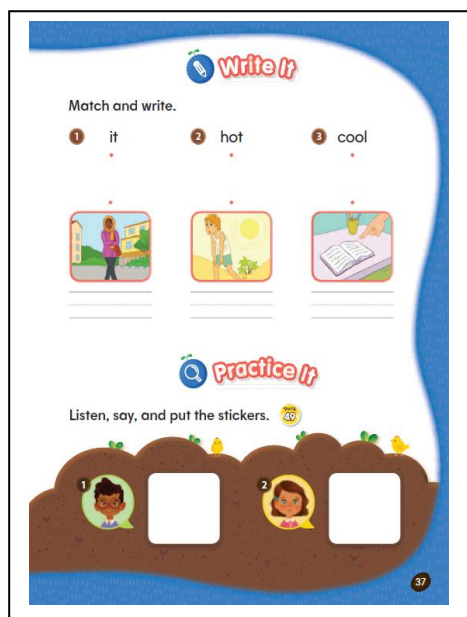 Write It
Match and write.
1 it 2 hot 3 cool
Practice It
Listen, say, and put the stickers. TRACK 49
1 2
37